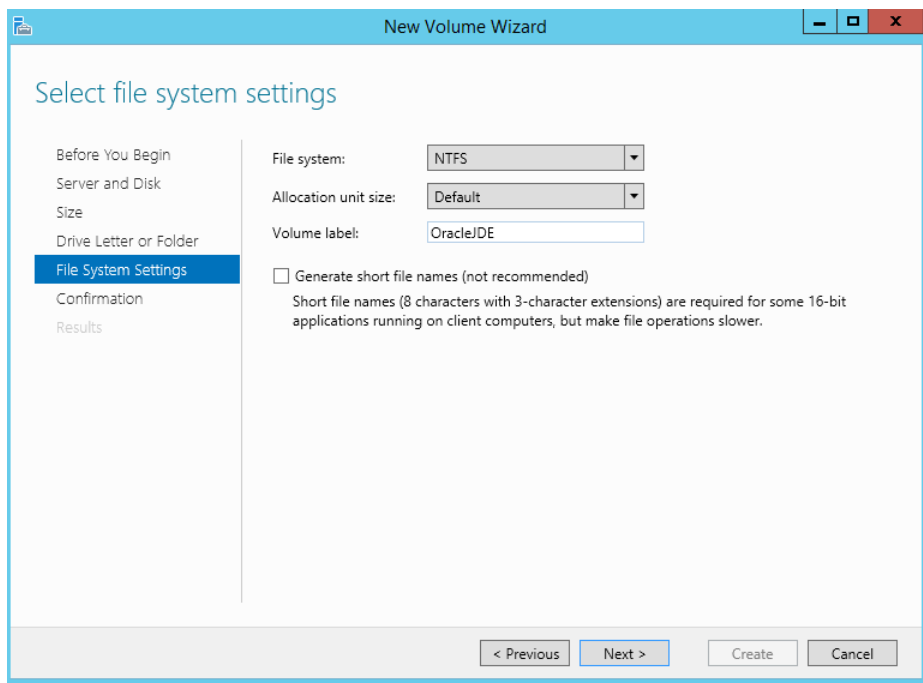 New Volume Wizard
Select file system settings
Before You Begin
Server and Disk
Size
Drive Letter or Folder
File System Settings
Confirmation
Results
File system:
NTFS
Allocation unit size:
Default
Volume label:
OracleJDE
Generate short file names (not recommended)
Short file names (8 characters with 3-character extensions) are required for some 16-bit
applications running on client computers, but make file operations slower.
< Previous
Next >
Create
Cancel